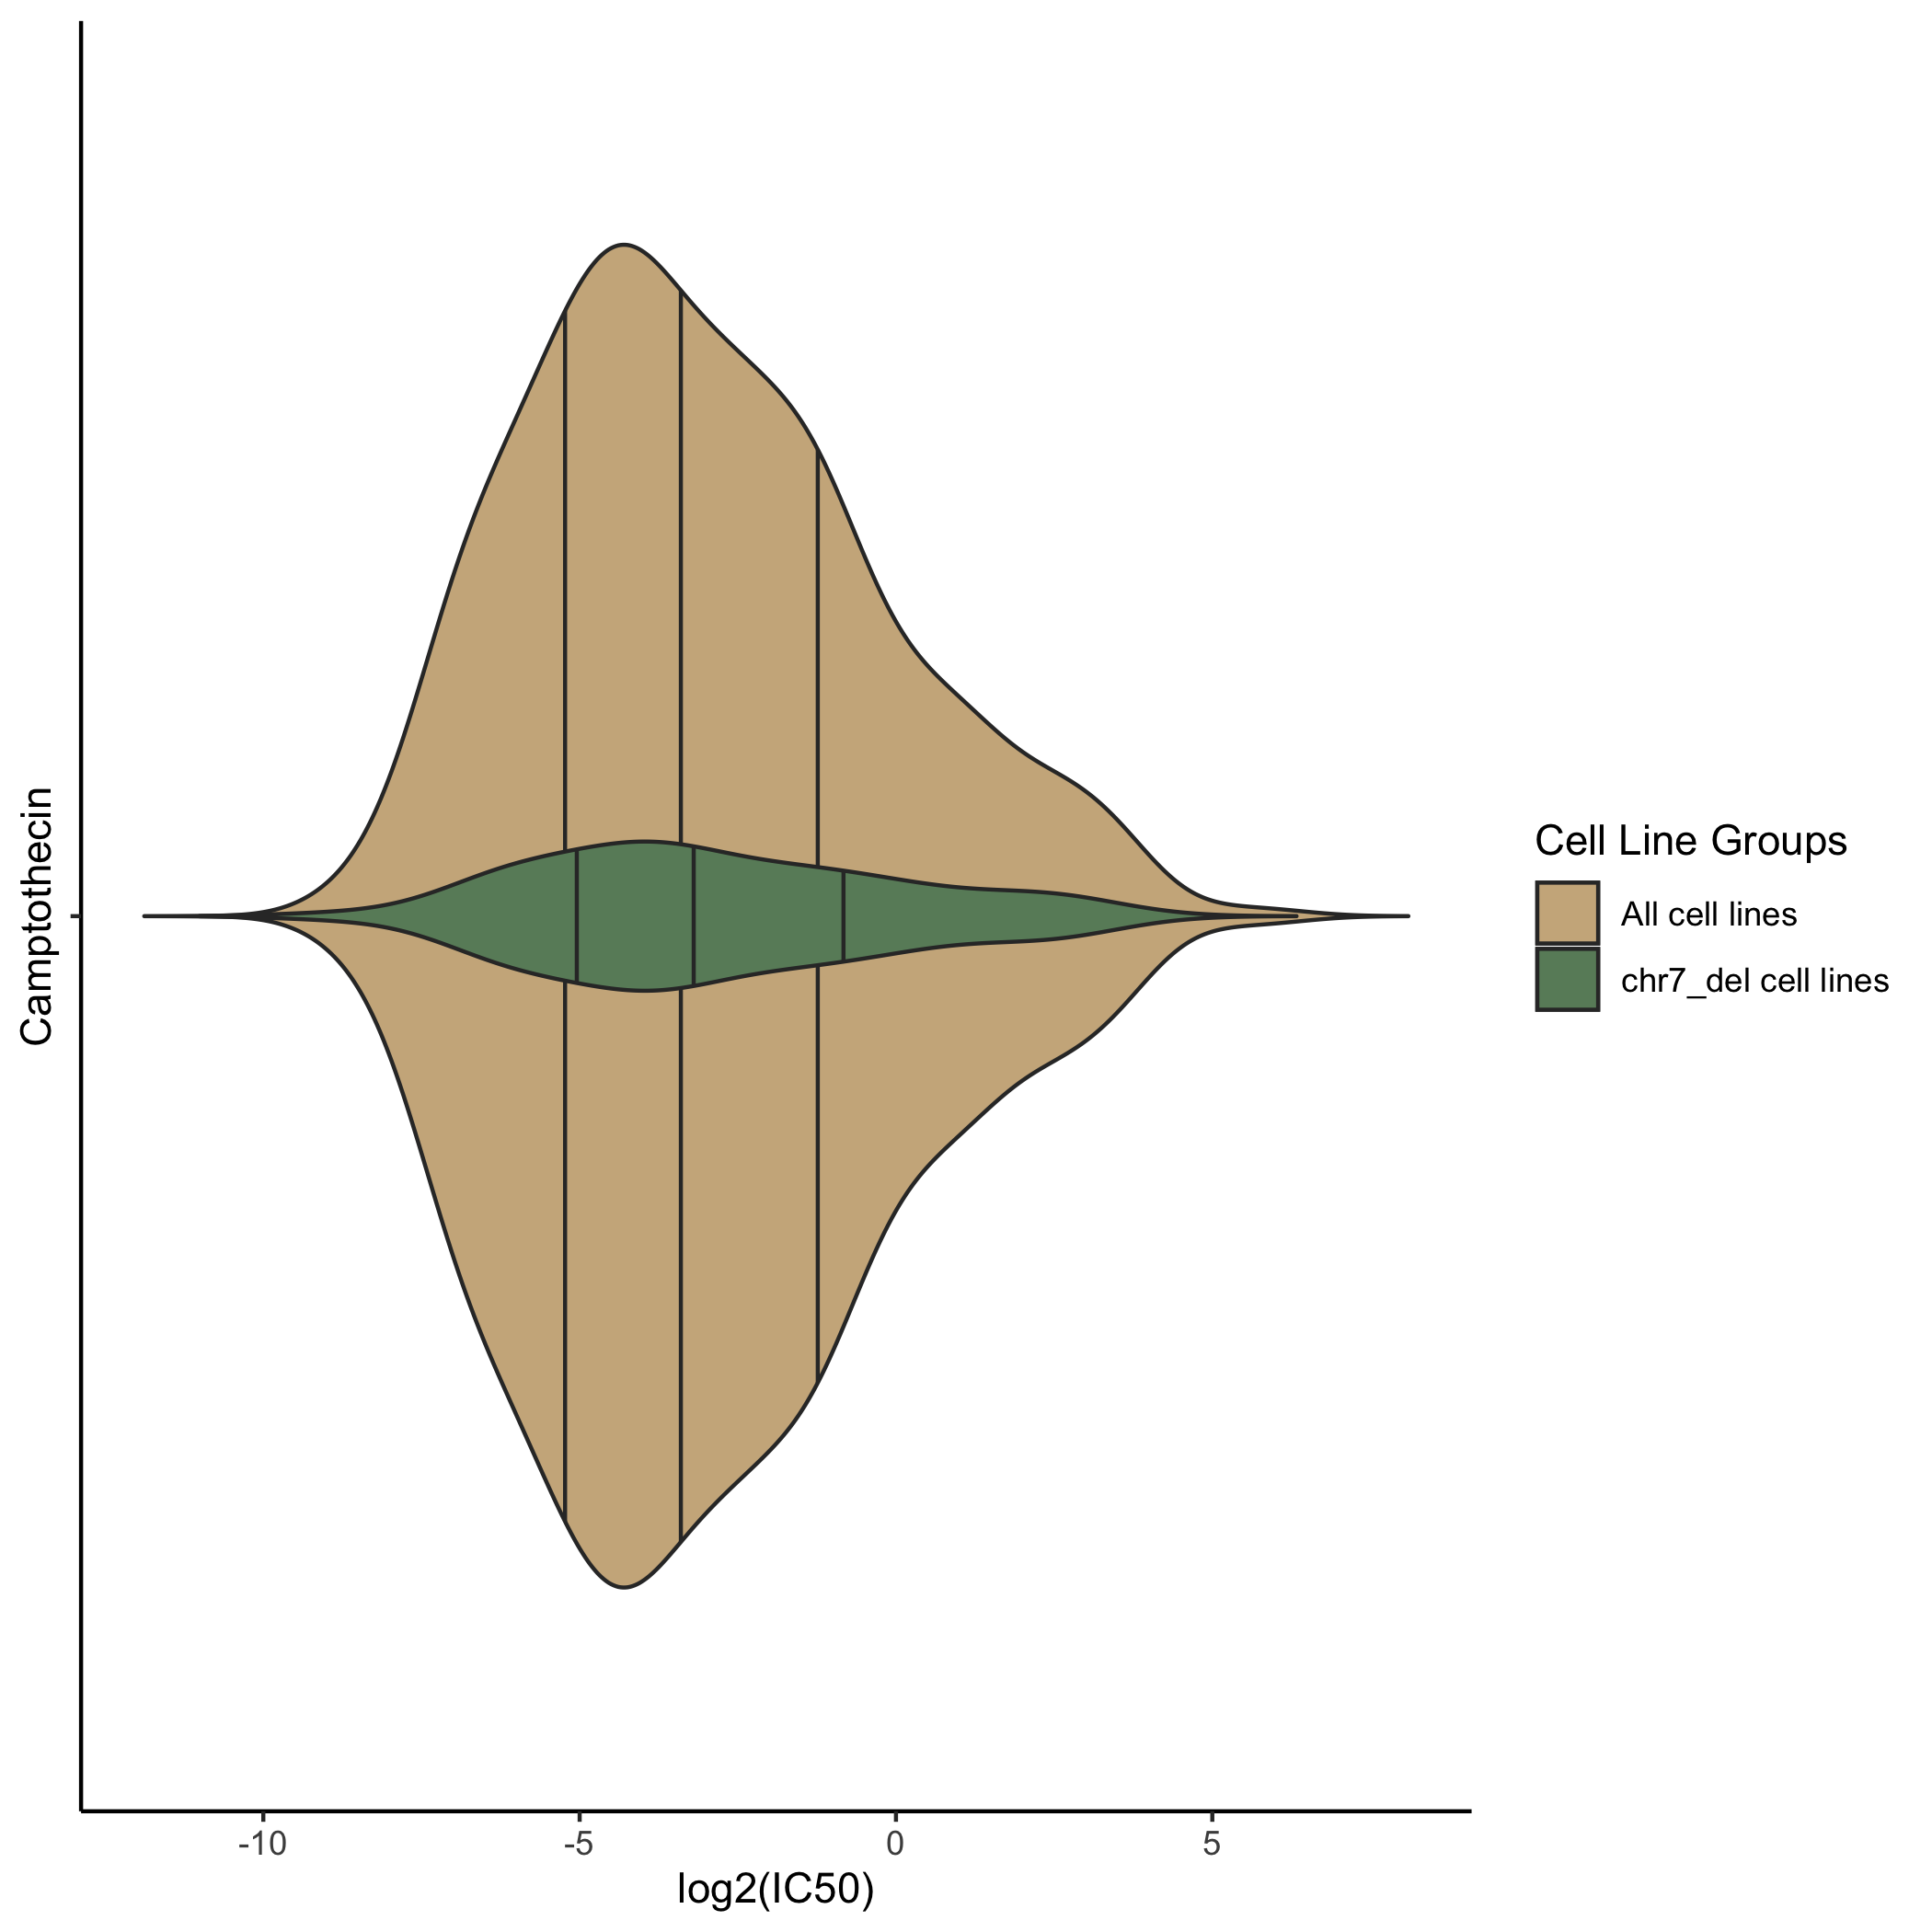 Camptothecin
Cell Line Groups
All cell lines
chr7_del cell lines
-10 -5 0 5
log2(IC50)